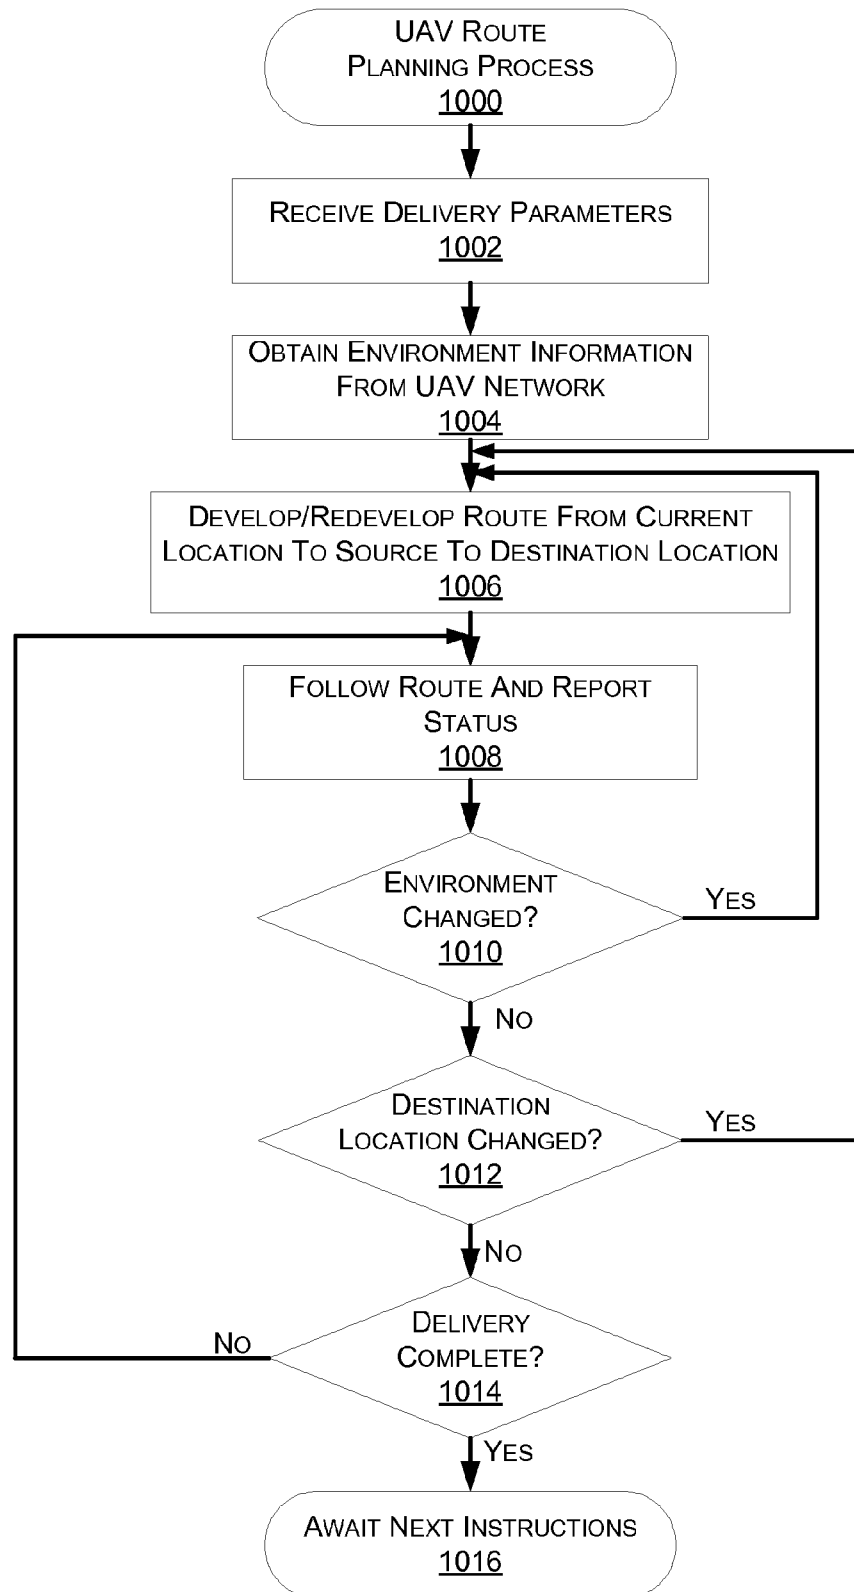 UAV ROUTE
PLANNING PROCESS
1000
RECEIVE DELIVERY PARAMETERS
1002
OBTAIN ENVIRONMENT INFORMATION
FROM UAV NETWORK
1004
DEVELOP/REDEVELOP ROUTE FROM CURRENT
LOCATION TO SOURCE TO DESTINATION LOCATION
1006
FOLLOW ROUTE AND REPORT
STATUS
1008
ENVIRONMENT
CHANGED?
1010
YES
NO
DESTINATION
LOCATION CHANGED?
1012
YES
NO
DELIVERY
COMPLETE?
1014
NO
YES
AWAIT NEXT INSTRUCTIONS
1016